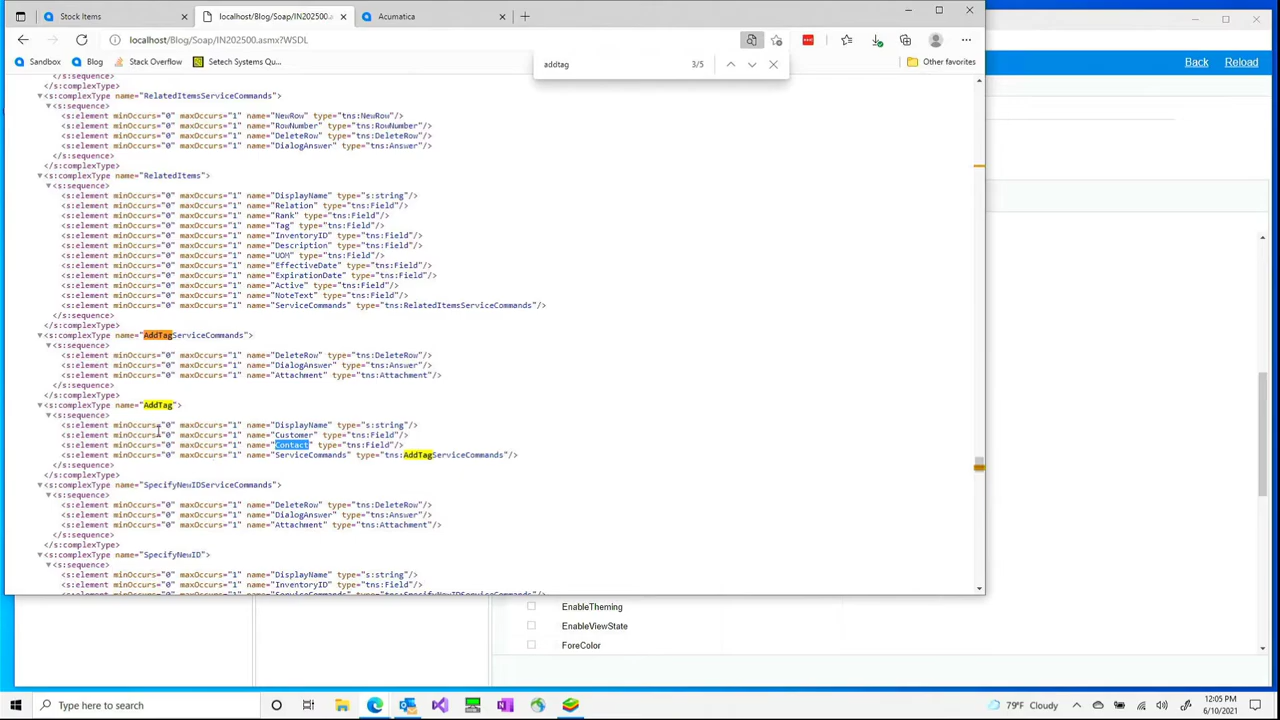 Stock Items
localhost/Blog/Soap/IN202500.
Acumatica
localhost/Blog/Soap/IN202500.asmx?WSDL
Sandbox Blog Stack Overflow Setech Systems Qu... Other favorites
addtag 3/5
Back Reload
</s:complexType>
<s:complexType name="RelatedItemsServiceCommands">
<s:sequence>
<s:element minOccurs="0" maxOccurs="1" name="NewRow" type="tns:NewRow"/>
<s:element minOccurs="0" maxOccurs="1" name="RowNumber" type="tns:RowNumber"/>
<s:element minOccurs="0" maxOccurs="1" name="DeleteRow" type="tns:DeleteRow"/>
<s:element minOccurs="0" maxOccurs="1" name="DialogAnswer" type="tns:Answer"/>
</s:sequence>
</s:complexType>
<s:complexType name="RelatedItems">
<s:sequence>
<s:element minOccurs="0" maxOccurs="1" name="DisplayName" type="s:string"/>
<s:element minOccurs="0" maxOccurs="1" name="Relation" type="tns:Field"/>
<s:element minOccurs="0" maxOccurs="1" name="Rank" type="tns:Field"/>
<s:element minOccurs="0" maxOccurs="1" name="Tag" type="tns:Field"/>
<s:element minOccurs="0" maxOccurs="1" name="InventoryID" type="tns:Field"/>
<s:element minOccurs="0" maxOccurs="1" name="Description" type="tns:Field"/>
<s:element minOccurs="0" maxOccurs="1" name="UOM" type="tns:Field"/>
<s:element minOccurs="0" maxOccurs="1" name="EffectiveDate" type="tns:Field"/>
<s:element minOccurs="0" maxOccurs="1" name="ExpirationDate" type="tns:Field"/>
<s:element minOccurs="0" maxOccurs="1" name="Active" type="tns:Field"/>
<s:element minOccurs="0" maxOccurs="1" name="NoteText" type="tns:Field"/>
<s:element minOccurs="0" maxOccurs="1" name="ServiceCommands" type="tns:RelatedItemsServiceCommands"/>
</s:sequence>
</s:complexType>
<s:complexType name="AddTagServiceCommands">
<s:sequence>
<s:element minOccurs="0" maxOccurs="1" name="DeleteRow" type="tns:DeleteRow"/>
<s:element minOccurs="0" maxOccurs="1" name="DialogAnswer" type="tns:Answer"/>
<s:element minOccurs="0" maxOccurs="1" name="Attachment" type="tns:Attachment"/>
</s:sequence>
</s:complexType>
<s:complexType name="AddTag">
<s:sequence>
<s:element minOccurs="0" maxOccurs="1" name="DisplayName" type="s:string"/>
<s:element minOccurs="0" maxOccurs="1" name="Customer" type="tns:Field"/>
<s:element minOccurs="0" maxOccurs="1" name="Contact" type="tns:Field"/>
<s:element minOccurs="0" maxOccurs="1" name="ServiceCommands" type="tns:AddTagServiceCommands"/>
</s:sequence>
</s:complexType>
<s:complexType name="SpecifyNewIDServiceCommands">
<s:sequence>
<s:element minOccurs="0" maxOccurs="1" name="DeleteRow" type="tns:DeleteRow"/>
<s:element minOccurs="0" maxOccurs="1" name="DialogAnswer" type="tns:Answer"/>
<s:element minOccurs="0" maxOccurs="1" name="Attachment" type="tns:Attachment"/>
</s:sequence>
</s:complexType>
<s:complexType name="SpecifyNewID">
<s:sequence>
<s:element minOccurs="0" maxOccurs="1" name="DisplayName" type="s:string"/>
<s:element minOccurs="0" maxOccurs="1" name="InventoryID" type="tns:Field"/>
EnableTheming
EnableViewState
ForeColor
Type here to search
79°F Cloudy
12:05 PM
6/10/2021